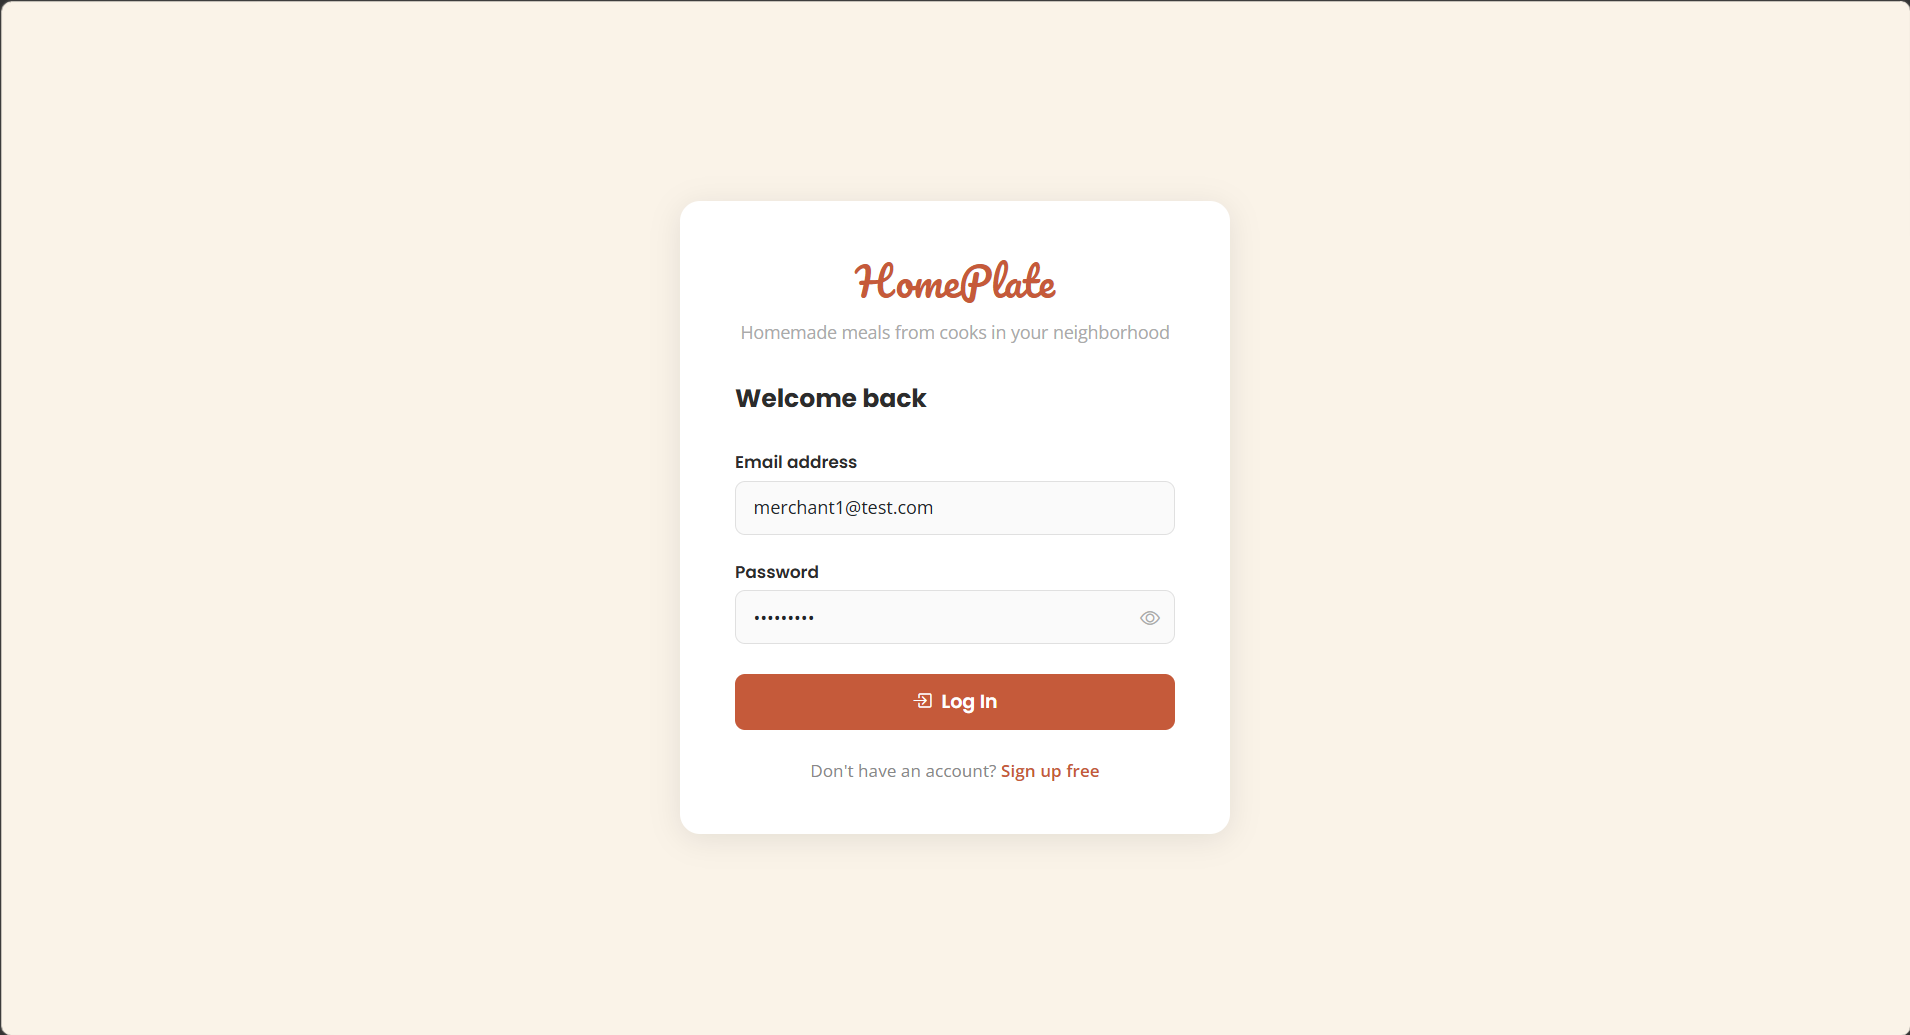 HomePlate
Homemade meals from cooks in your neighborhood
Welcome back
Email address
merchant1@test.com
Password
•••••••••
Log In
Don't have an account? Sign up free